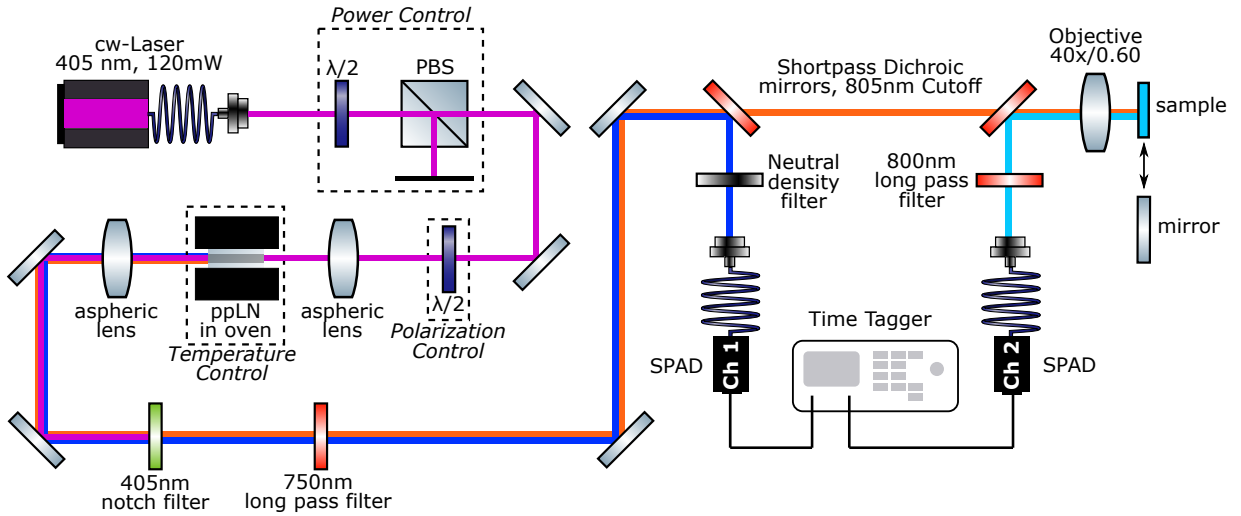 Power Control
cw-Laser
405 nm, 120mW
λ/2
PBS
Shortpass Dichroic
mirrors, 805nm Cutoff
Objective
40x/0.60
sample
Neutral
density
filter
800nm
long pass
filter
mirror
aspheric
lens
ppLN
in oven
Temperature
Control
aspheric
lens
λ/2
Polarization
Control
Time Tagger
SPAD
Ch 1
Ch 2
SPAD
405nm
notch filter
750nm
long pass filter